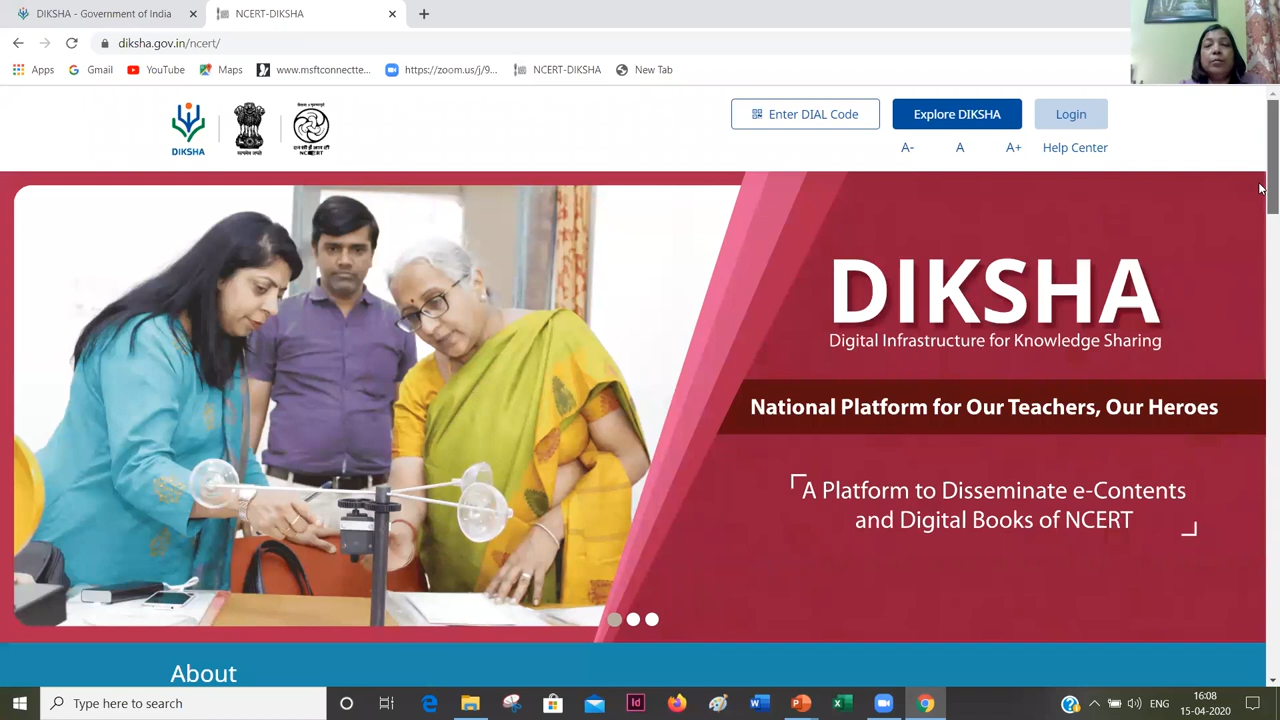 DIKSHA - Government of India
NCERT-DIKSHA
diksha.gov.in/ncert/
Apps
Gmail
YouTube
Maps
www.msftconnectte...
https://zoom.us/j/9...
NCERT-DIKSHA
New Tab
DIKSHA
Enter DIAL Code
Explore DIKSHA
Login
A-
A
A+
Help Center
DIKSHA
Digital Infrastructure for Knowledge Sharing
National Platform for Our Teachers, Our Heroes
A Platform to Disseminate e-Contents
and Digital Books of NCERT
About
Type here to search
ENG
16:08
15-04-2020